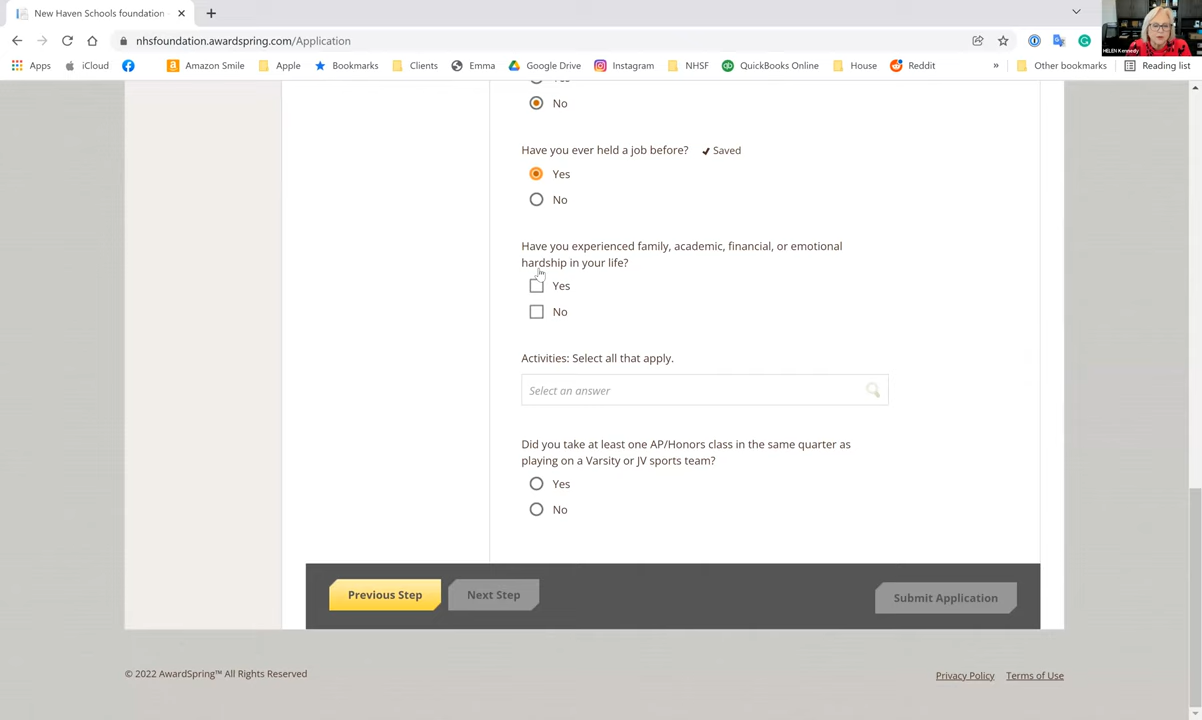 New Haven Schools foundation
nhsfoundation.awardspring.com/Application
HELEN Kennedy
Apps iCloud Amazon Smile Apple Bookmarks Clients Emma Google Drive Instagram NHSF QuickBooks Online House Reddit » Other bookmarks Reading list
No
Have you ever held a job before? ✔ Saved
Yes
No
Have you experienced family, academic, financial, or emotional
hardship in your life?
Yes
No
Activities: Select all that apply.
Select an answer
Did you take at least one AP/Honors class in the same quarter as
playing on a Varsity or JV sports team?
Yes
No
Previous Step Next Step Submit Application
© 2022 AwardSpring™ All Rights Reserved Privacy Policy Terms of Use